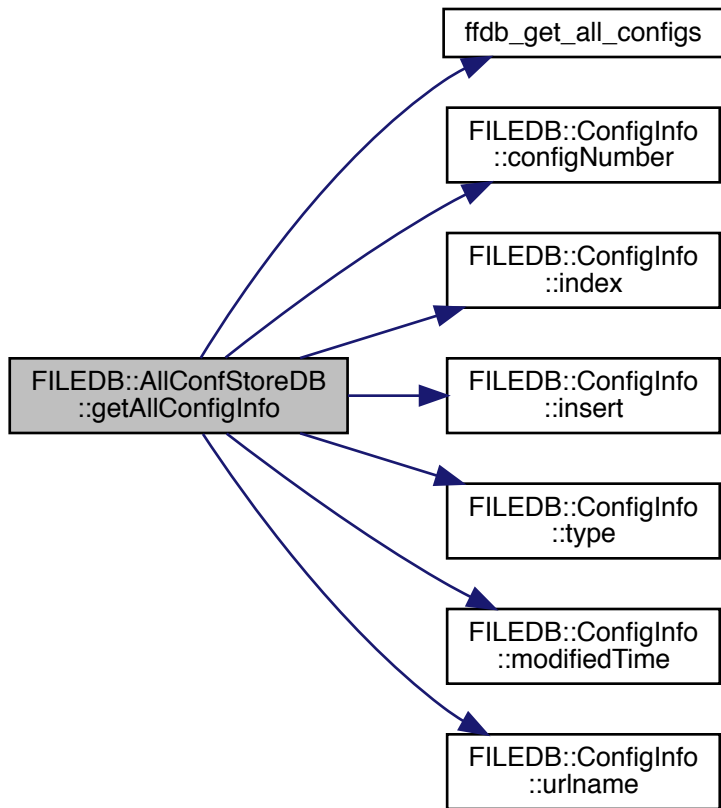 ffdb_get_all_configs
FILEDB::ConfigInfo
::configNumber
FILEDB::ConfigInfo
::index
FILEDB::AllConfStoreDB
::getAllConfigInfo
FILEDB::ConfigInfo
::insert
FILEDB::ConfigInfo
::type
FILEDB::ConfigInfo
::modifiedTime
FILEDB::ConfigInfo
::urlname